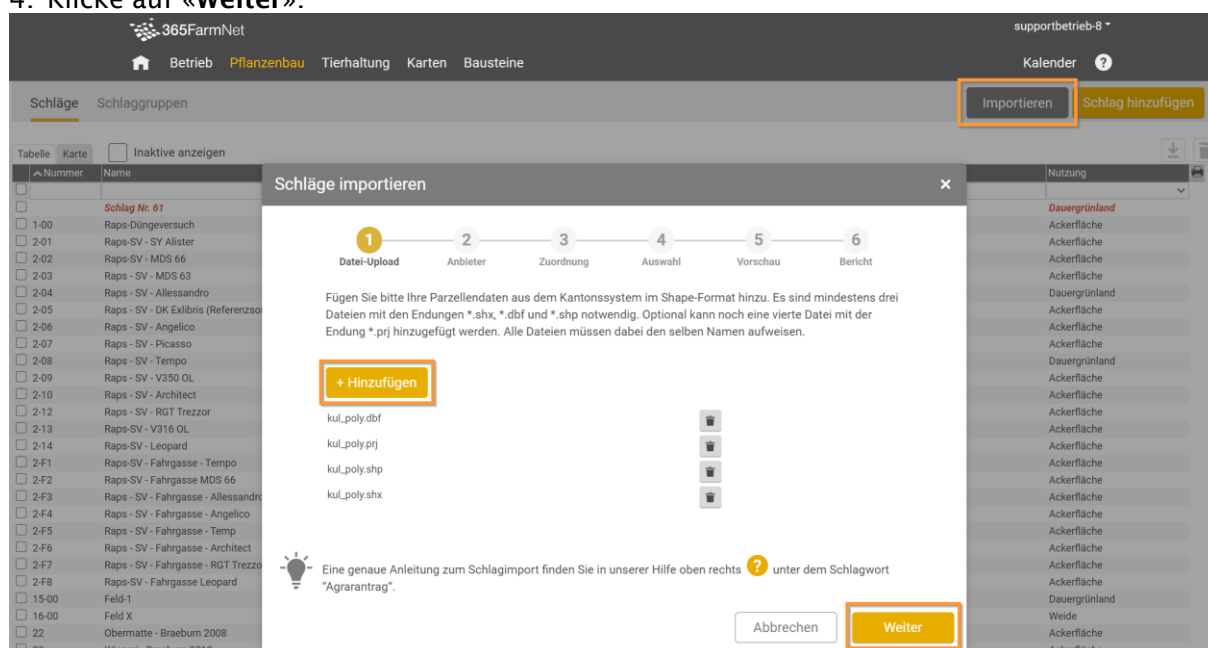 4. Klicke auf «Weiter».
365FarmNet
supportbetrieb-8
Betrieb Pflanzenbau Tierhaltung Karten Bausteine
Kalender ?
Schläge Schlaggruppen
Importieren Schlag hinzufügen
Tabelle Karte Inaktive anzeigen
Nummer Name Nutzung
Schlag Nr. 61 Dauergrünland
1-00 Raps-Düngeversuch Ackerfläche
2-01 Raps-SV - SY Alister Ackerfläche
2-02 Raps-SV - MDS 66 Ackerfläche
2-03 Raps - SV - MDS 63 Ackerfläche
2-04 Raps - SV - Allessandro Dauergrünland
2-05 Raps - SV - DK Exlibris (Referenzso Ackerfläche
2-06 Raps - SV - Angelico Ackerfläche
2-07 Raps - SV - Picasso Ackerfläche
2-08 Raps - SV - Tempo Dauergrünland
2-09 Raps - SV - V350 OL Ackerfläche
2-10 Raps - SV - Architect Ackerfläche
2-12 Raps - SV - RGT Trezzor Ackerfläche
2-13 Raps-SV - V316 OL Ackerfläche
2-14 Raps-SV - Leopard Ackerfläche
2-F1 Raps-SV - Fahrgasse - Tempo Ackerfläche
2-F2 Raps-SV - Fahrgasse MDS 66 Ackerfläche
2-F3 Raps - SV - Fahrgasse - Allessandro Ackerfläche
2-F4 Raps - SV - Fahrgasse - Angelico Ackerfläche
2-F5 Raps - SV - Fahrgasse - Temp Ackerfläche
2-F6 Raps - SV - Fahrgasse - Architect Ackerfläche
2-F7 Raps - SV - Fahrgasse - RGT Trezzo Ackerfläche
2-F8 Raps-SV - Fahrgasse Leopard Ackerfläche
15-00 Feld-1 Dauergrünland
16-00 Feld X Weide
22 Obermatte - Braeburn 2008 Ackerfläche
Schläge importieren ×
1 2 3 4 5 6
Datei-Upload Anbieter Zuordnung Auswahl Vorschau Bericht
Fügen Sie bitte Ihre Parzellendaten aus dem Kantonssystem im Shape-Format hinzu. Es sind mindestens drei
Dateien mit den Endungen *.shx, *.dbf und *.shp notwendig. Optional kann noch eine vierte Datei mit der
Endung *.prj hinzugefügt werden. Alle Dateien müssen dabei den selben Namen aufweisen.
+ Hinzufügen
kul_poly.dbf
kul_poly.prj
kul_poly.shp
kul_poly.shx
Eine genaue Anleitung zum Schlagimport finden Sie in unserer Hilfe oben rechts ? unter dem Schlagwort
"Agrarantrag".
Abbrechen Weiter